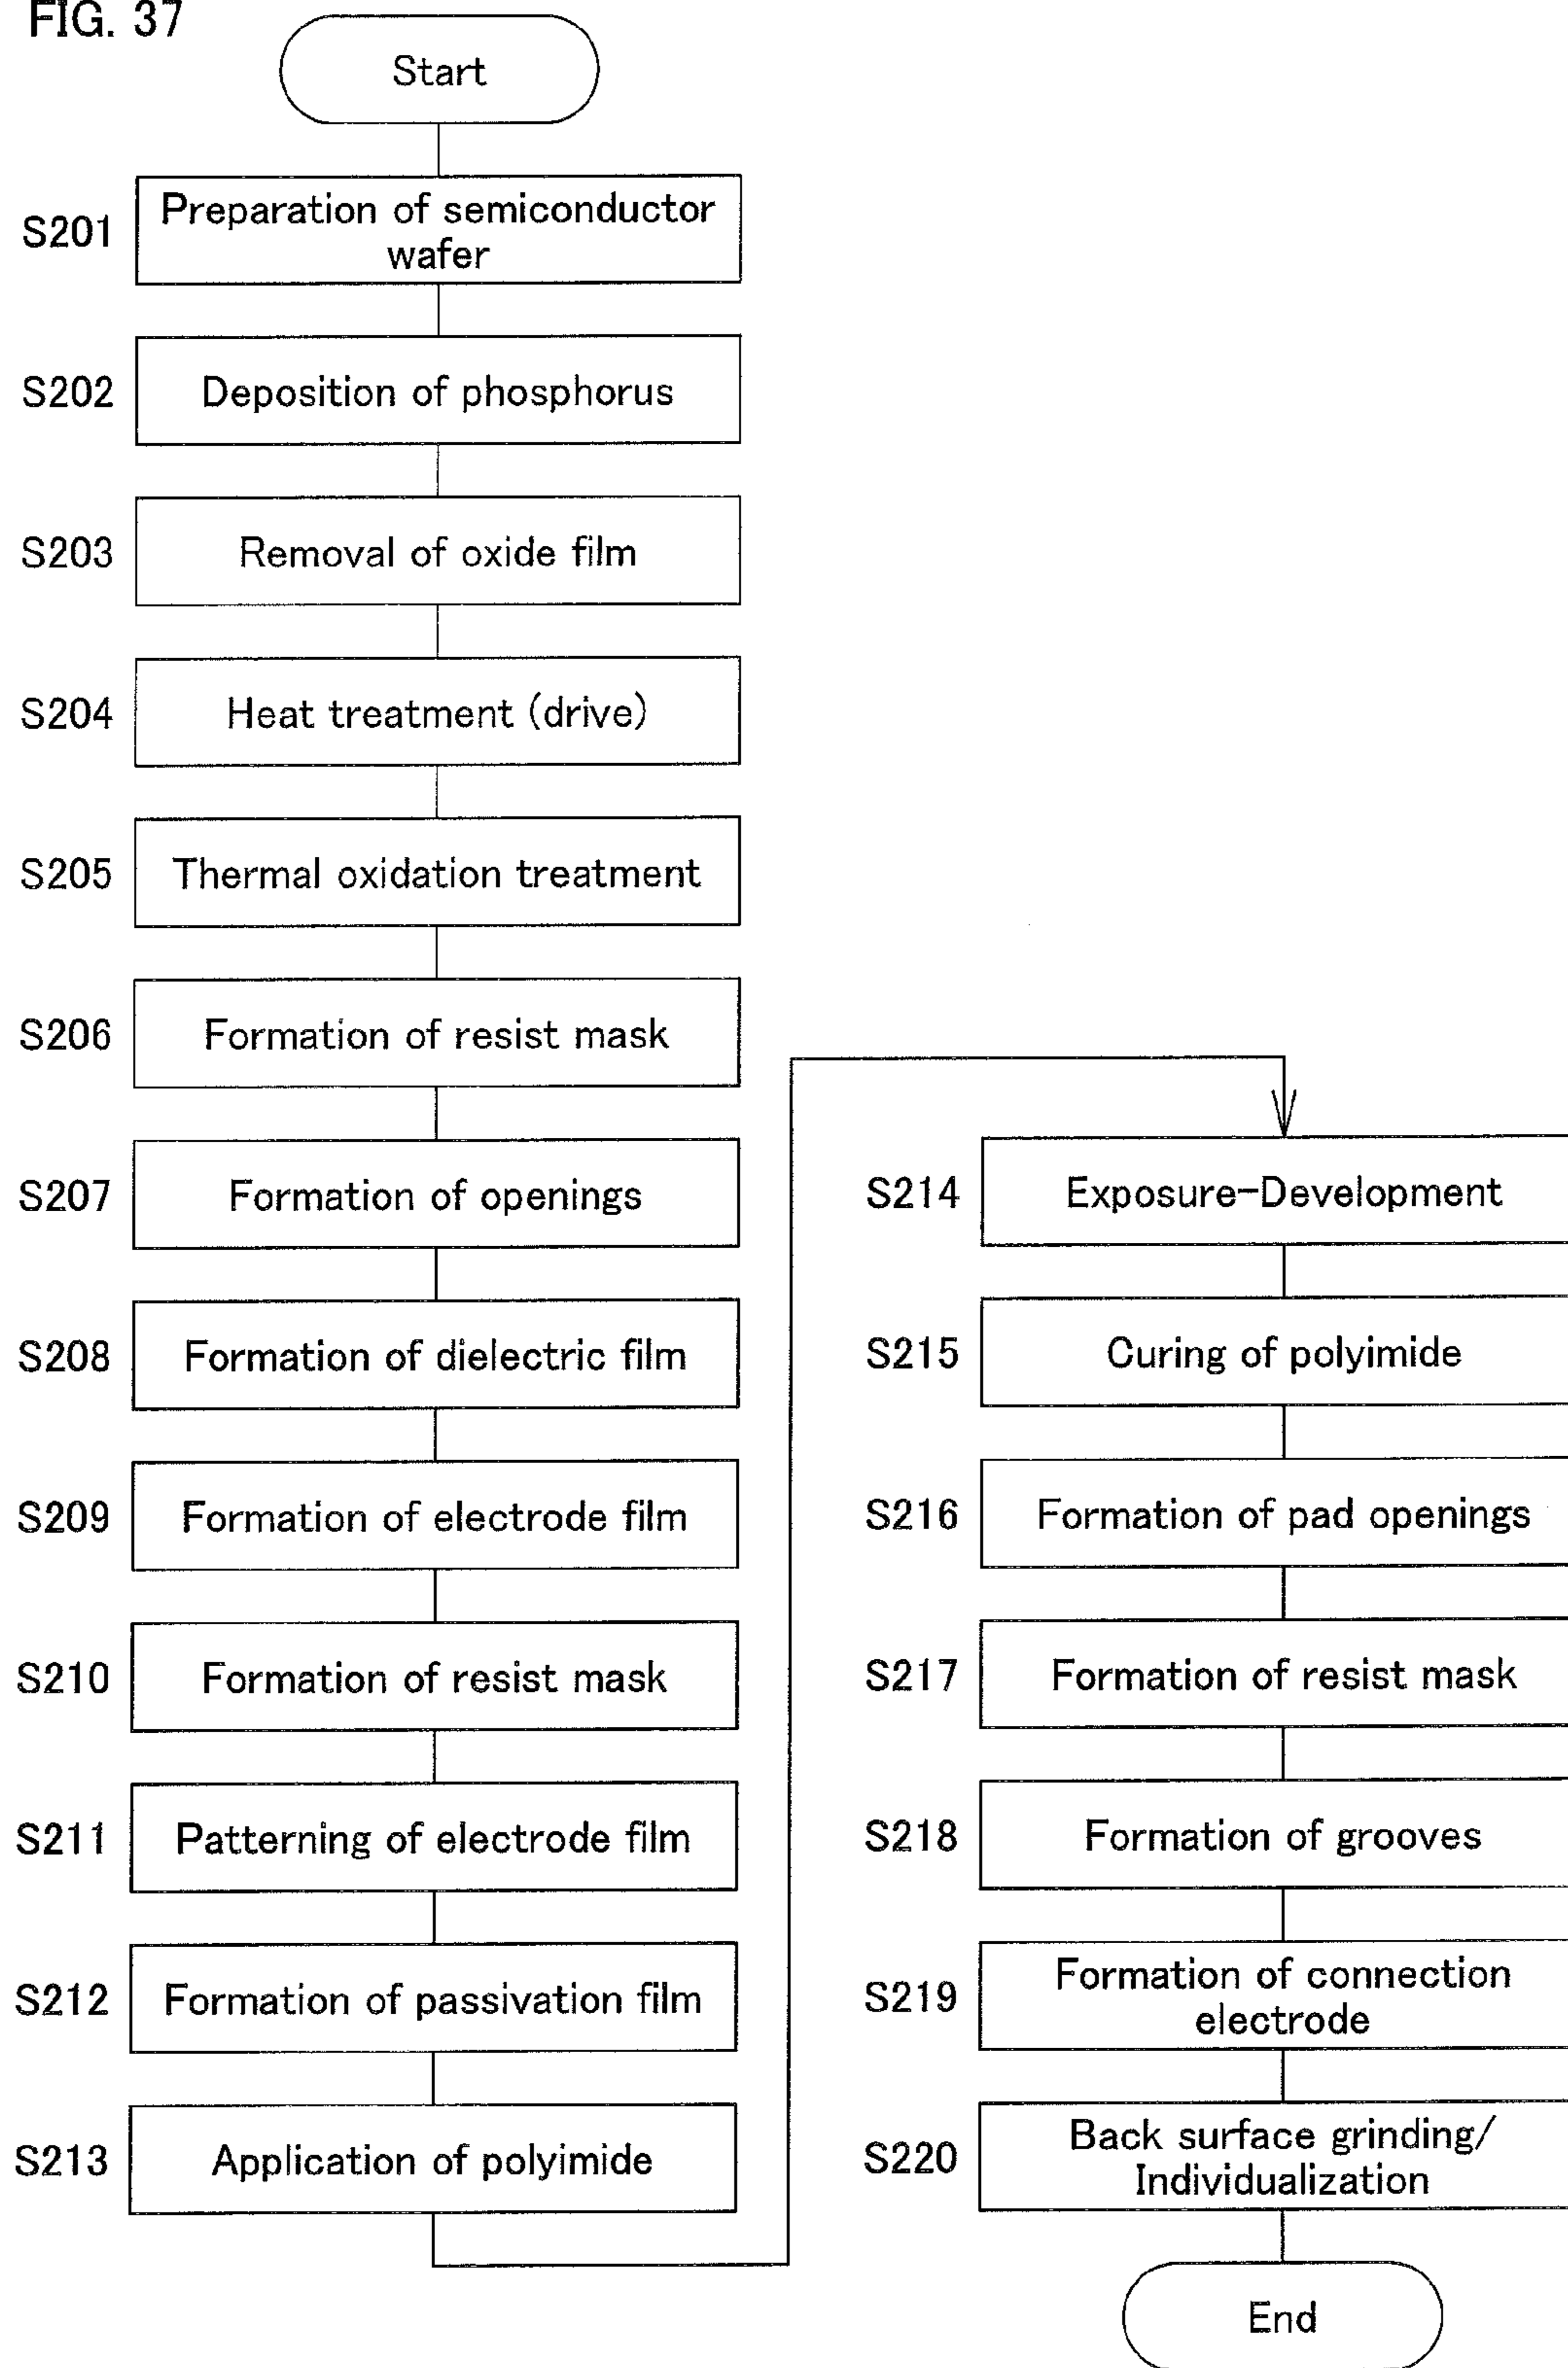 FIG. 37
Start
S201
Preparation of semiconductor
wafer
S202
Deposition of phosphorus
S203
Removal of oxide film
S204
Heat treatment (drive)
S205
Thermal oxidation treatment
S206
Formation of resist mask
S207
Formation of openings
S208
Formation of dielectric film
S209
Formation of electrode film
S210
Formation of resist mask
S211
Patterning of electrode film
S212
Formation of passivation film
S213
Application of polyimide
S214
Exposure-Development
S215
Curing of polyimide
S216
Formation of pad openings
S217
Formation of resist mask
S218
Formation of grooves
S219
Formation of connection
electrode
S220
Back surface grinding/
Individualization
End